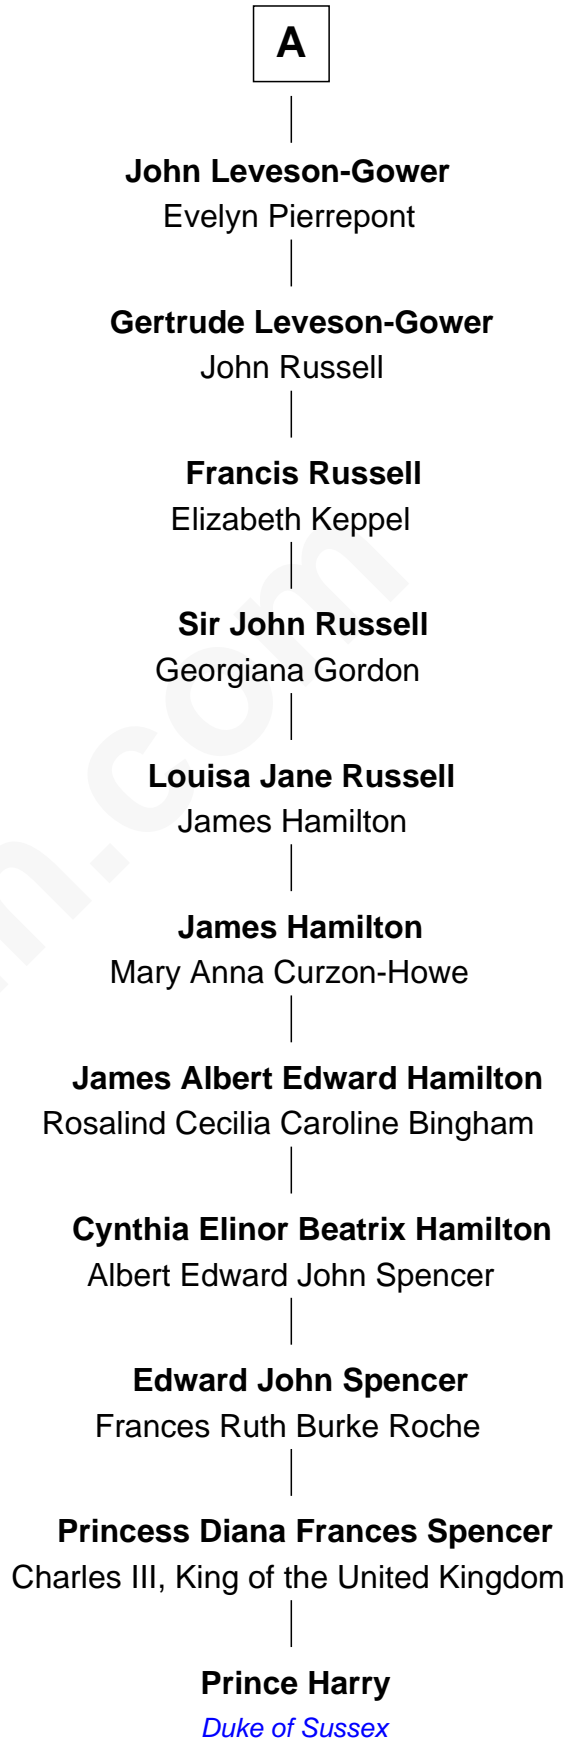 A
John Leveson-Gower
Evelyn Pierrepont
Gertrude Leveson-Gower
John Russell
Francis Russell
Elizabeth Keppel
Sir John Russell
Georgiana Gordon
Louisa Jane Russell
James Hamilton
James Hamilton
Mary Anna Curzon-Howe
James Albert Edward Hamilton
Rosalind Cecilia Caroline Bingham
Cynthia Elinor Beatrix Hamilton
Albert Edward John Spencer
Edward John Spencer
Frances Ruth Burke Roche
Princess Diana Frances Spencer
Charles III, King of the United Kingdom
Prince Harry
Duke of Sussex
m.com